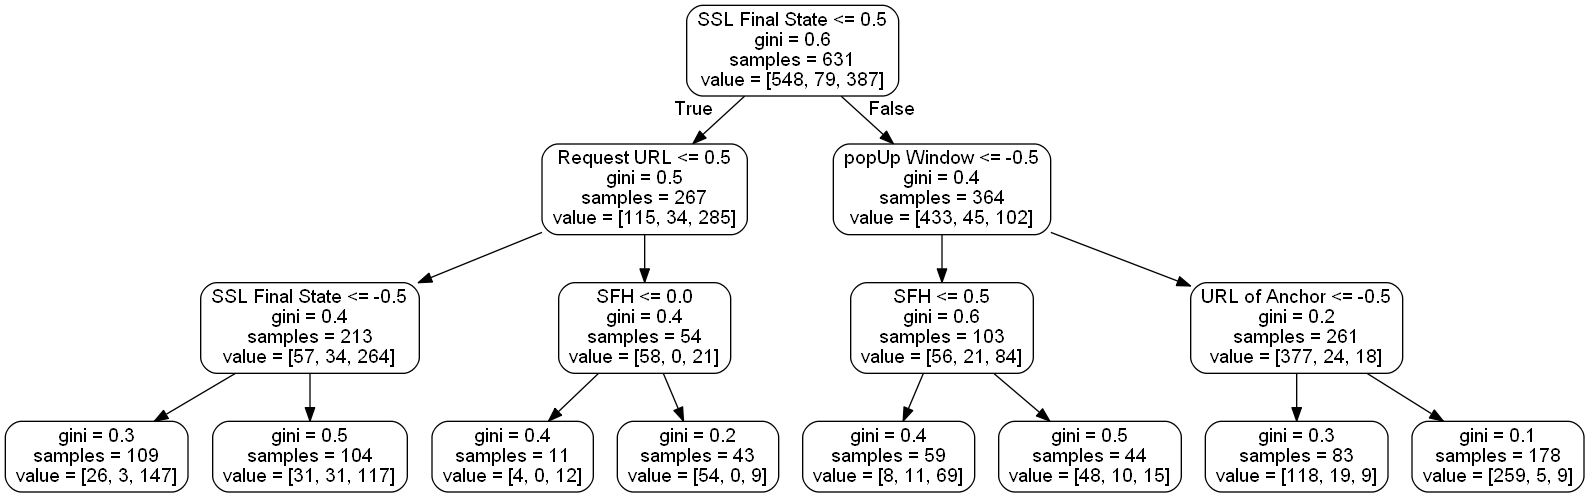 SSL Final State <= 0.5
gini = 0.6
samples = 631
value = [548, 79, 387]
True
False
Request URL <= 0.5
gini = 0.5
samples = 267
value = [115, 34, 285]
popUp Window <= -0.5
gini = 0.4
samples = 364
value = [433, 45, 102]
SSL Final State <= -0.5
gini = 0.4
samples = 213
value = [57, 34, 264]
SFH <= 0.0
gini = 0.4
samples = 54
value = [58, 0, 21]
SFH <= 0.5
gini = 0.6
samples = 103
value = [56, 21, 84]
URL of Anchor <= -0.5
gini = 0.2
samples = 261
value = [377, 24, 18]
gini = 0.3
samples = 109
value = [26, 3, 147]
gini = 0.5
samples = 104
value = [31, 31, 117]
gini = 0.4
samples = 11
value = [4, 0, 12]
gini = 0.2
samples = 43
value = [54, 0, 9]
gini = 0.4
samples = 59
value = [8, 11, 69]
gini = 0.5
samples = 44
value = [48, 10, 15]
gini = 0.3
samples = 83
value = [118, 19, 9]
gini = 0.1
samples = 178
value = [259, 5, 9]